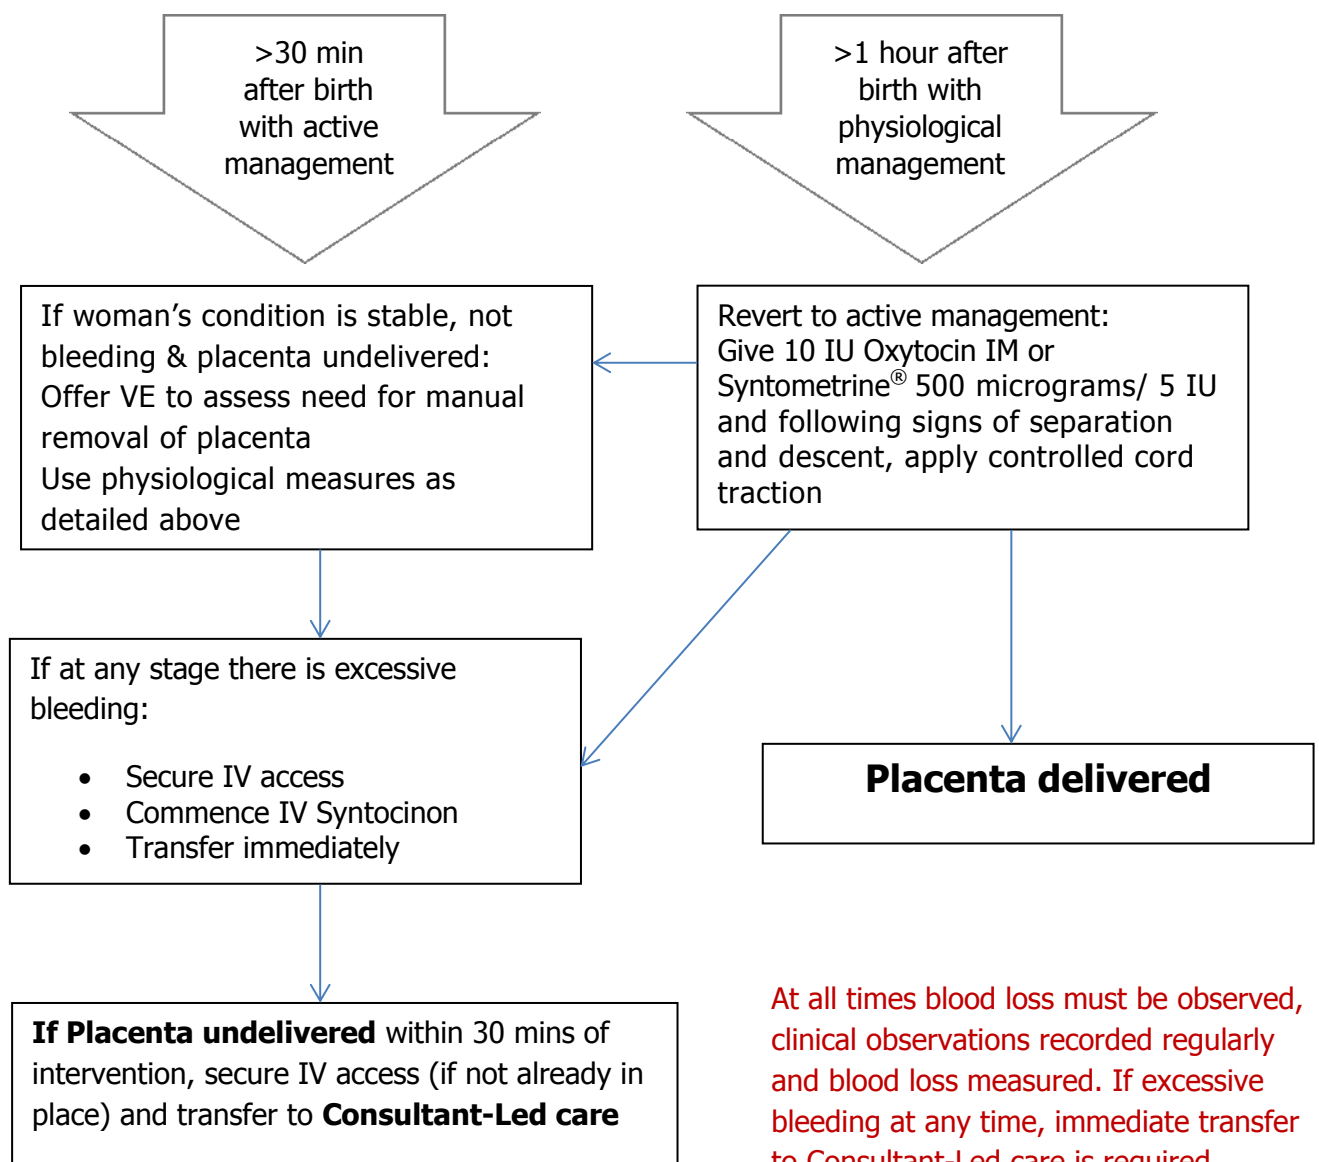 >30 min
after birth
with active
management
>1 hour after
birth with
physiological
management
If woman’s condition is stable, not
bleeding & placenta undelivered:
Offer VE to assess need for manual
removal of placenta
Use physiological measures as
detailed above
Revert to active management:
Give 10 IU Oxytocin IM or
Syntometrine® 500 micrograms/ 5 IU
and following signs of separation
and descent, apply controlled cord
traction
If at any stage there is excessive
bleeding:
• Secure IV access
• Commence IV Syntocinon
• Transfer immediately
Placenta delivered
If Placenta undelivered within 30 mins of
intervention, secure IV access (if not already in
place) and transfer to Consultant-Led care
At all times blood loss must be observed,
clinical observations recorded regularly
and blood loss measured. If excessive
bleeding at any time, immediate transfer
to Consultant-Led care is required